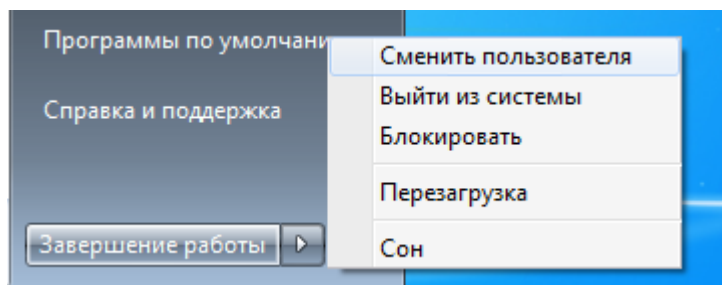 Программы по умолчани
Сменить пользователя
Выйти из системы
Справка и поддержка
Блокировать
Перезагрузка
Завершение работы
Сон